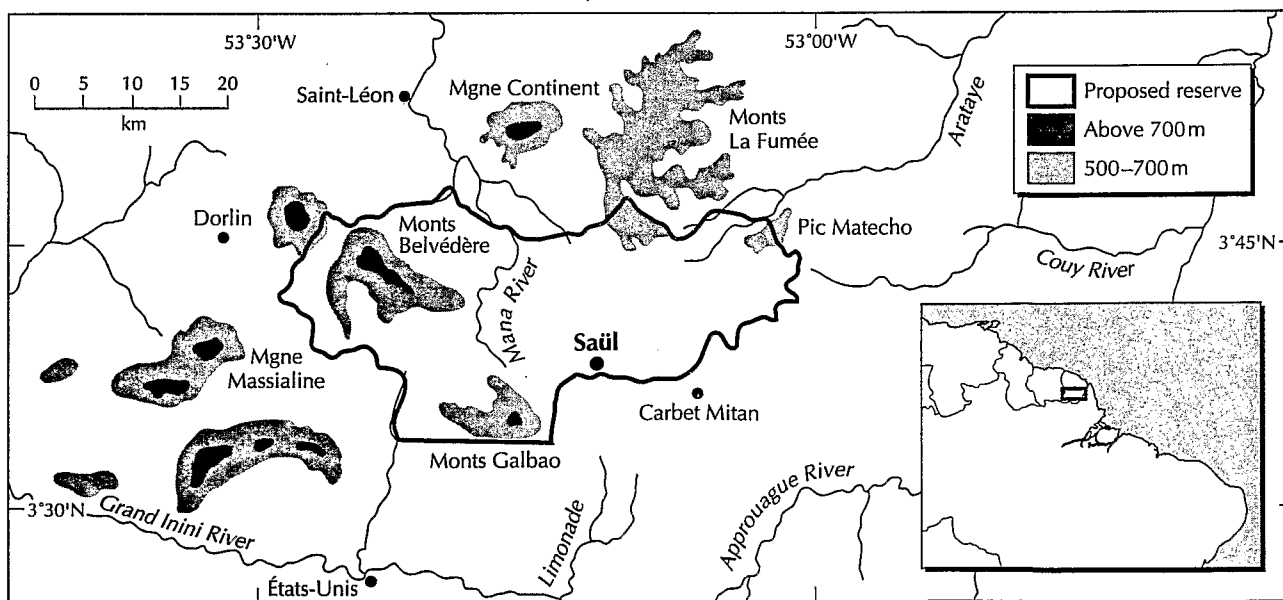 53°30'W
53°00'W
0 5 10 15 20
km
Saint-Léon
Mgne Continent
Monts
La Fumée
Arataye
Proposed reserve
Above 700m
500–700m
Dorlin
Monts
Belvédère
Pic Matecho
3°45'N
Couy River
Mana River
Saül
Mgne
Massialine
Carbet Mitan
Monts Galbao
3°30'N
Grand Inini River
Limonade
Approuague River
États-Unis